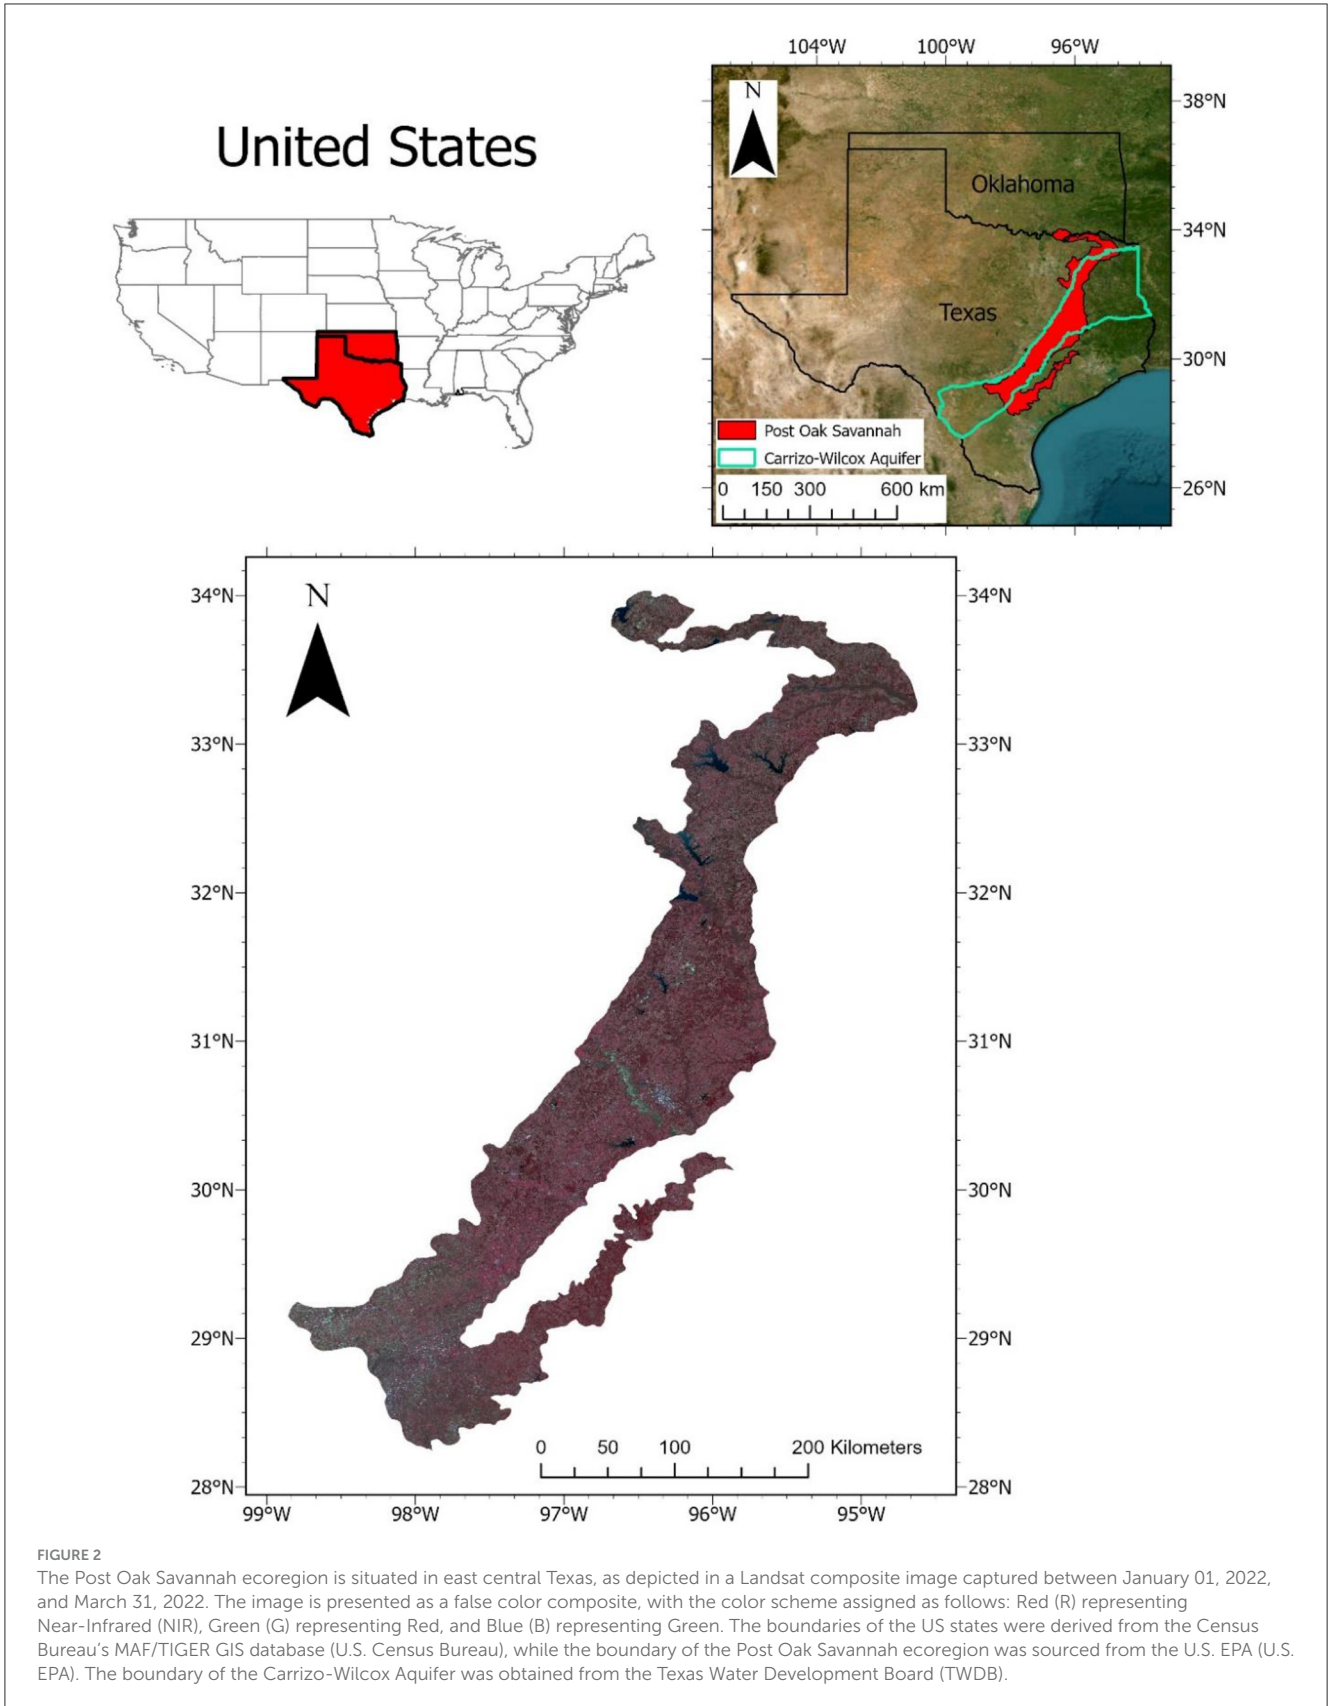 United States
104°W 100°W 96°W
N
38°N
Oklahoma
34°N
Texas
30°N
Post Oak Savannah
Carrizo-Wilcox Aquifer
0 150 300 600 km
26°N
34°N N 34°N
33°N 33°N
32°N 32°N
31°N 31°N
30°N 30°N
29°N 29°N
0 50 100 200 Kilometers
28°N 28°N
99°W 98°W 97°W 96°W 95°W
FIGURE 2
The Post Oak Savannah ecoregion is situated in east central Texas, as depicted in a Landsat composite image captured between January 01, 2022,
and March 31, 2022. The image is presented as a false color composite, with the color scheme assigned as follows: Red (R) representing
Near-Infrared (NIR), Green (G) representing Red, and Blue (B) representing Green. The boundaries of the US states were derived from the Census
Bureau's MAF/TIGER GIS database (U.S. Census Bureau), while the boundary of the Post Oak Savannah ecoregion was sourced from the U.S. EPA (U.S.
EPA). The boundary of the Carrizo-Wilcox Aquifer was obtained from the Texas Water Development Board (TWDB).